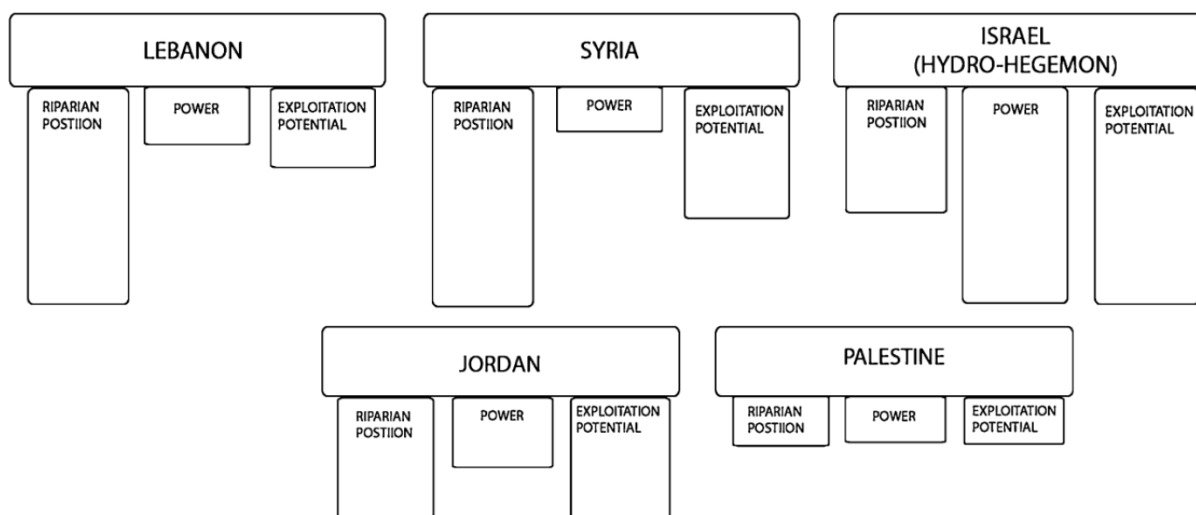 LEBANON
RIPARIAN
POSTIION
POWER
EXPLOITATION
POTENTIAL
SYRIA
RIPARIAN
POSTIION
POWER
EXPLOITATION
POTENTIAL
ISRAEL
(HYDRO-HEGEMON)
RIPARIAN
POSTIION
POWER
EXPLOITATION
POTENTIAL
JORDAN
RIPARIAN
POSTIION
POWER
EXPLOITATION
POTENTIAL
PALESTINE
RIPARIAN
POSTIION
POWER
EXPLOITATION
POTENTIAL